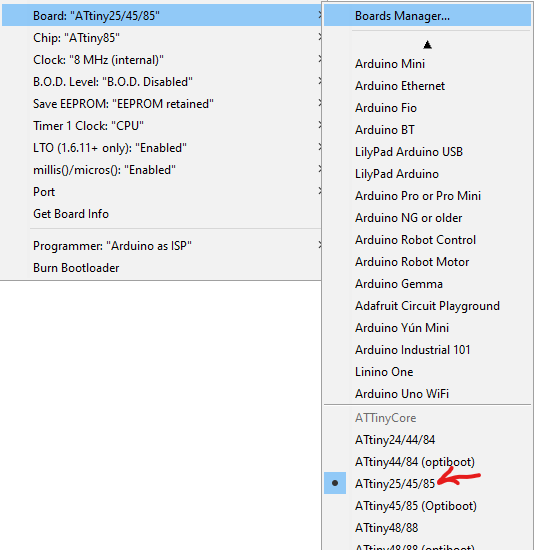 Board: "ATtiny25/45/85"
Chip: "ATtiny85"
Clock: "8 MHz (internal)"
B.O.D. Level: "B.O.D. Disabled"
Save EEPROM: "EEPROM retained"
Timer 1 Clock: "CPU"
LTO (1.6.11+ only): "Enabled"
millis()/micros(): "Enabled"
Port
Get Board Info
Programmer: "Arduino as ISP"
Burn Bootloader
Boards Manager...
Arduino Mini
Arduino Ethernet
Arduino Fio
Arduino BT
LilyPad Arduino USB
LilyPad Arduino
Arduino Pro or Pro Mini
Arduino NG or older
Arduino Robot Control
Arduino Robot Motor
Arduino Gemma
Adafruit Circuit Playground
Arduino Yún Mini
Arduino Industrial 101
Linino One
Arduino Uno WiFi
ATTinyCore
ATtiny24/44/84
ATtiny44/84 (optiboot)
ATtiny25/45/85
ATtiny45/85 (Optiboot)
ATtiny48/88
ATtiny48/88 (optiboot)